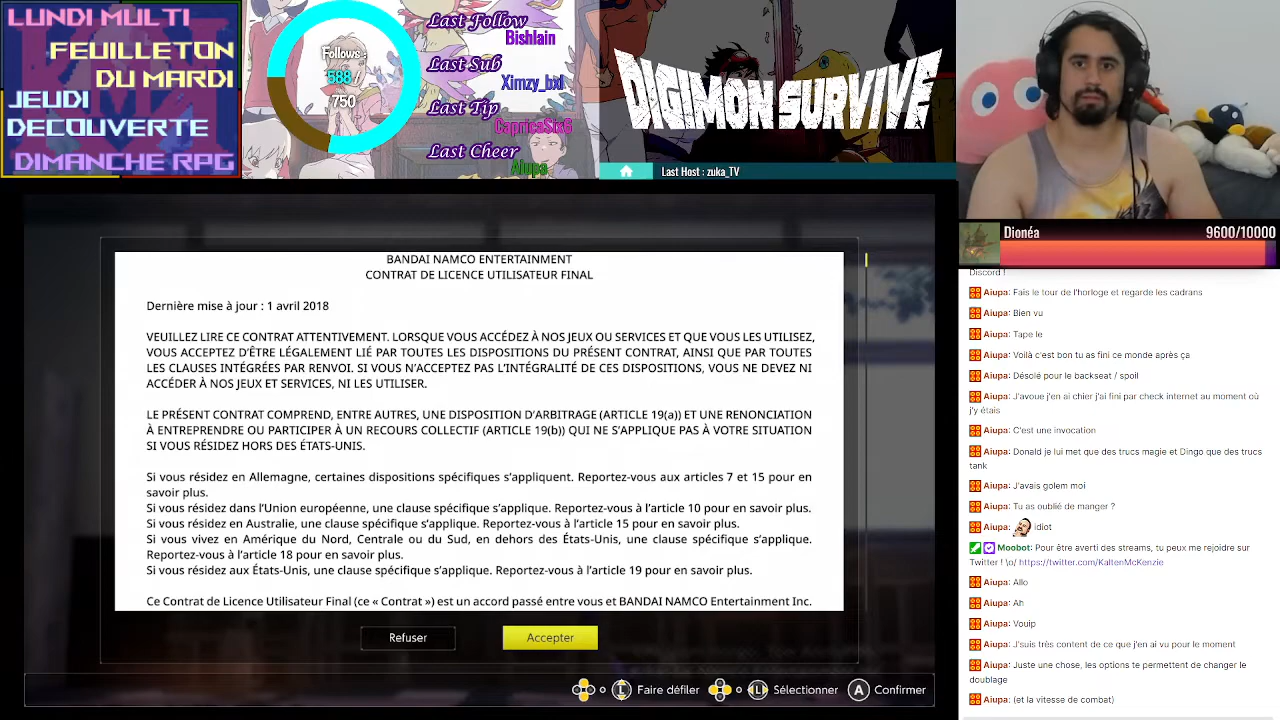 LUNDI MULTI
FEUILLETON
DU MARDI
JEUDI
DECOUVERTE
DIMANCHE RPG
Follows :
588 /
750
Last Follow
Bishlain
Last Sub
Ximzy_bxl
Last Tip
CapricaSix6
Last Cheer
Aiupa
DIGIMON SURVIVE
Last Host : zuka_TV
Dionéa 9600/10000
BANDAI NAMCO ENTERTAINMENT
CONTRAT DE LICENCE UTILISATEUR FINAL
Dernière mise à jour : 1 avril 2018
VEUILLEZ LIRE CE CONTRAT ATTENTIVEMENT. LORSQUE VOUS ACCÉDEZ À NOS JEUX OU SERVICES ET QUE VOUS LES UTILISEZ,
VOUS ACCEPTEZ D'ÊTRE LÉGALEMENT LIÉ PAR TOUTES LES DISPOSITIONS DU PRÉSENT CONTRAT, AINSI QUE PAR TOUTES
LES CLAUSES INTÉGRÉES PAR RENVOI. SI VOUS N'ACCEPTEZ PAS L'INTÉGRALITÉ DE CES DISPOSITIONS, VOUS NE DEVEZ NI
ACCÉDER À NOS JEUX ET SERVICES, NI LES UTILISER.
LE PRÉSENT CONTRAT COMPREND, ENTRE AUTRES, UNE DISPOSITION D'ARBITRAGE (ARTICLE 19(a)) ET UNE RENONCIATION
À ENTREPRENDRE OU PARTICIPER À UN RECOURS COLLECTIF (ARTICLE 19(b)) QUI NE S'APPLIQUE PAS À VOTRE SITUATION
SI VOUS RÉSIDEZ HORS DES ÉTATS-UNIS.
Si vous résidez en Allemagne, certaines dispositions spécifiques s'appliquent. Reportez-vous aux articles 7 et 15 pour en
savoir plus.
Si vous résidez dans l'Union européenne, une clause spécifique s'applique. Reportez-vous à l'article 10 pour en savoir plus.
Si vous résidez en Australie, une clause spécifique s'applique. Reportez-vous à l'article 15 pour en savoir plus.
Si vous vivez en Amérique du Nord, Centrale ou du Sud, en dehors des États-Unis, une clause spécifique s'applique.
Reportez-vous à l'article 18 pour en savoir plus.
Si vous résidez aux États-Unis, une clause spécifique s'applique. Reportez-vous à l'article 19 pour en savoir plus.
Ce Contrat de Licence Utilisateur Final (ce « Contrat ») est un accord passé entre vous et BANDAI NAMCO Entertainment Inc.
Refuser
Accepter
L Faire défiler L Sélectionner A Confirmer
Discord !
Aiupa: Fais le tour de l'horloge et regarde les cadrans
Aiupa: Bien vu
Aiupa: Tape le
Aiupa: Voilà c'est bon tu as fini ce monde après ça
Aiupa: Désolé pour le backseat / spoil
Aiupa: J'avoue j'en ai chier j'ai fini par check internet au moment où
j'y étais
Aiupa: C'est une invocation
Aiupa: Donald je lui met que des trucs magie et Dingo que des trucs
tank
Aiupa: J'avais golem moi
Aiupa: Tu as oublié de manger ?
Aiupa: idiot
Moobot: Pour être averti des streams, tu peux me rejoindre sur
Twitter ! \o/ https://twitter.com/KaltenMcKenzie
Aiupa: Allo
Aiupa: Ah
Aiupa: Vouip
Aiupa: J'suis très content de ce que j'en ai vu pour le moment
Aiupa: Juste une chose, les options te permettent de changer le
doublage
Aiupa: (et la vitesse de combat)